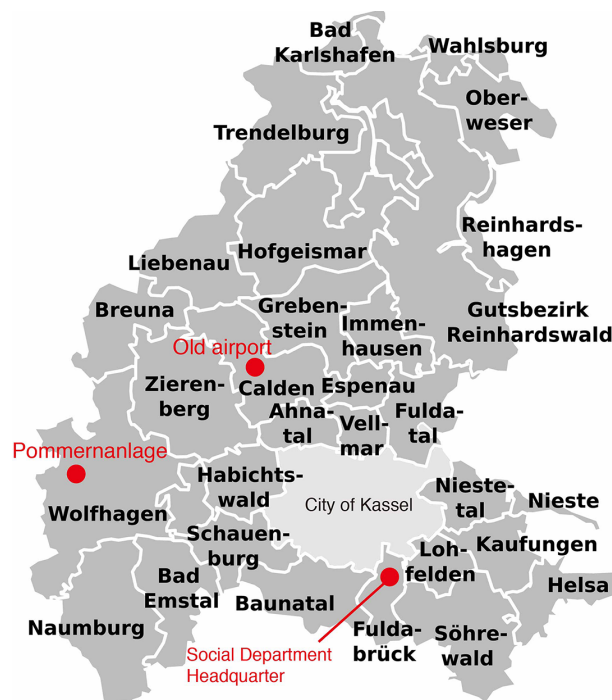 Bad
Karlshafen
Wahlsburg
Ober-
weser
Trendelburg
Reinhards-
hagen
Hofgeismar
Liebenau
Breuna
Greben-
stein
Immen-
hausen
Gutsbezirk
Reinhardswald
Old airport
Zieren-
berg
Calden
Espenau
Ahna-
tal
Vell-
mar
Fulda-
tal
Pommernanlage
Wolfhagen
Habichts-
wald
City of Kassel
Nieste-
tal
Nieste
Schauen-
burg
Loh-
felden
Kaufungen
Bad
Emstal
Baunatal
Helsa
Naumburg
Fulda-
brück
Söhre-
wald
Social Department
Headquarter